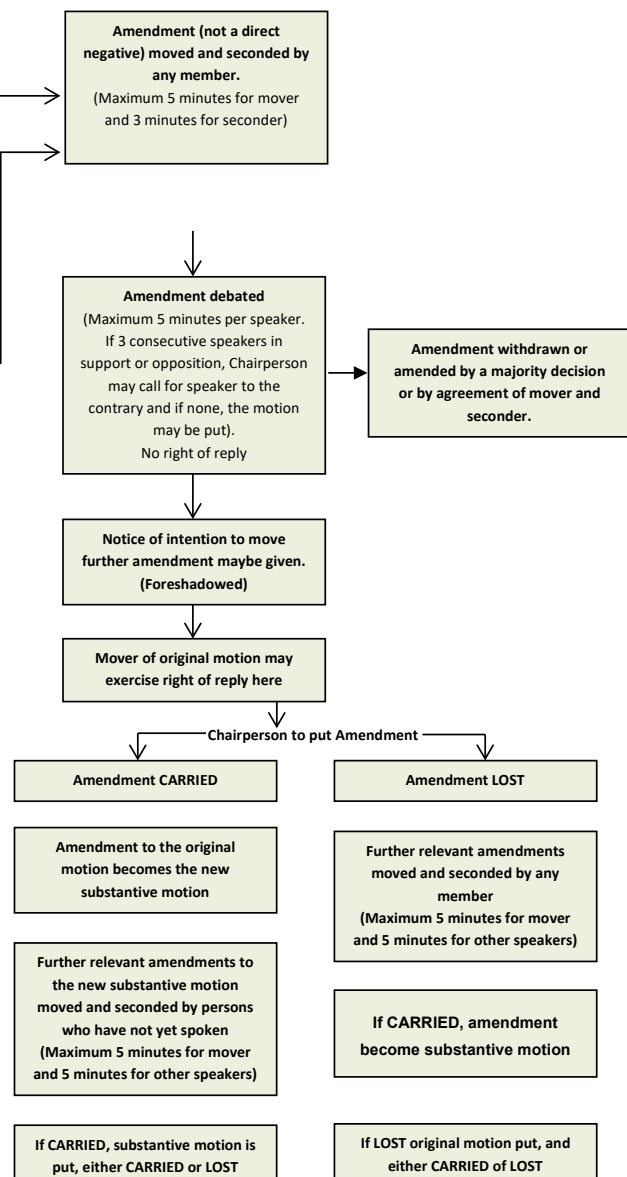 Amendment (not a direct
negative) moved and seconded by
any member.
(Maximum 5 minutes for mover
and 3 minutes for seconder)
Amendment debated
(Maximum 5 minutes per speaker.
If 3 consecutive speakers in
support or opposition, Chairperson
may call for speaker to the
contrary and if none, the motion
may be put).
No right of reply
Amendment withdrawn or
amended by a majority decision
or by agreement of mover and
seconder.
Notice of intention to move
further amendment maybe given.
(Foreshadowed)
Mover of original motion may
exercise right of reply here
Chairperson to put Amendment
Amendment CARRIED
Amendment to the original
motion becomes the new
substantive motion
Further relevant amendments to
the new substantive motion
moved and seconded by persons
who have not yet spoken
(Maximum 5 minutes for mover
and 5 minutes for other speakers)
If CARRIED, substantive motion is
put, either CARRIED or LOST
Amendment LOST
Further relevant amendments
moved and seconded by any
member
(Maximum 5 minutes for mover
and 5 minutes for other speakers)
If CARRIED, amendment
become substantive motion
If LOST original motion put, and
either CARRIED of LOST